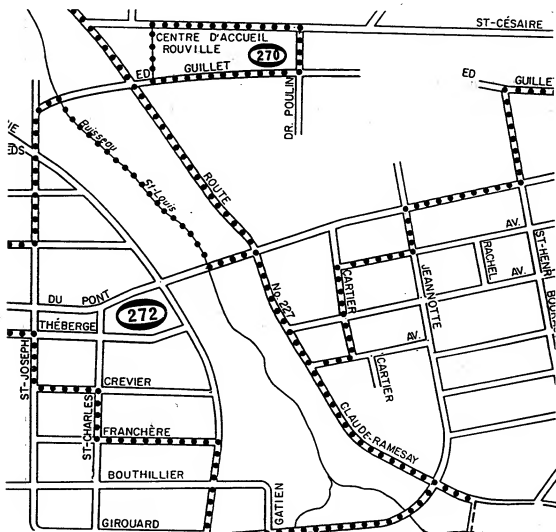 ST-CÉSAIRE
CENTRE D'ACCUEIL
ROUVILLE
270
ED GUILLET
DR. POULIN
ED
Ruisseau
St-Louis
ROUTE
No. 227
AV.
ST-HENRI
RACHEL
AV.
JEANNOTTE
CARTIER
AV.
CARTIER
DU PONT
272
THÉBERGE
ST-JOSEPH
CREVIER
ST-CHARLES
FRANCHÈRE
CLAUDE-RAMESAY
BOUTHILLIER
GATIEN
GIROUARD